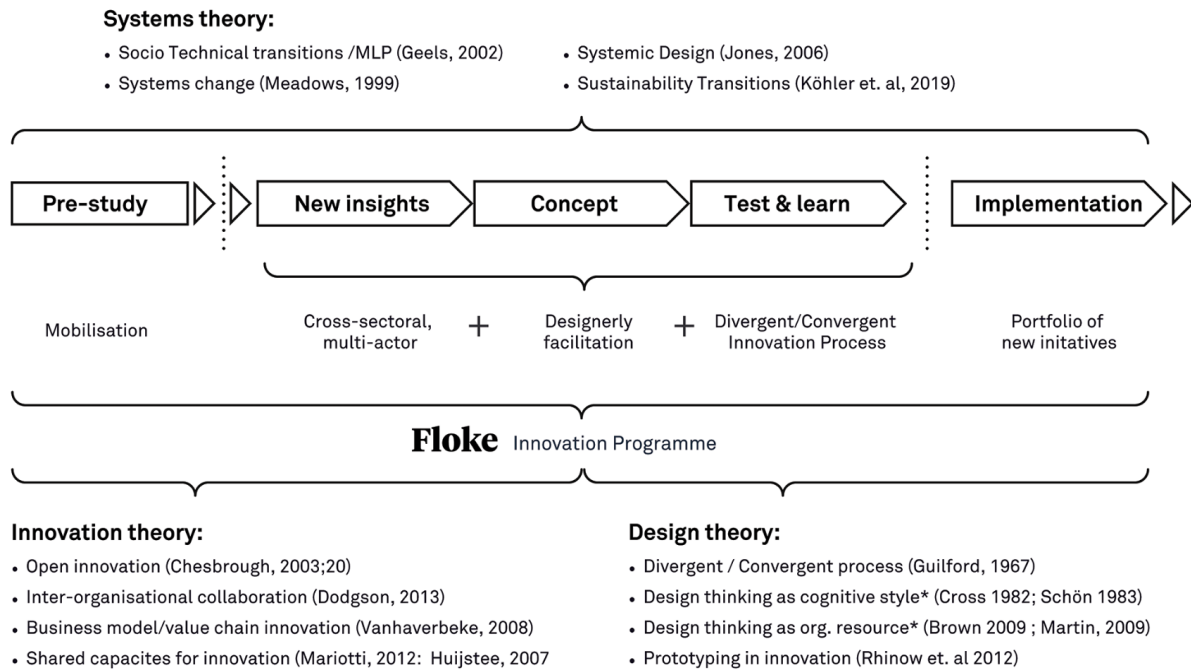 Systems theory:
• Socio Technical transitions /MLP (Geels, 2002)
• Systems change (Meadows, 1999)
• Systemic Design (Jones, 2006)
• Sustainability Transitions (Köhler et. al, 2019)
Pre-study
New insights
Concept
Test & learn
Implementation
Mobilisation
Cross-sectoral,
multi-actor
+
Designerly
facilitation
+
Divergent/Convergent
Innovation Process
Portfolio of
new initatives
Floke Innovation Programme
Innovation theory:
• Open innovation (Chesbrough, 2003;20)
• Inter-organisational collaboration (Dodgson, 2013)
• Business model/value chain innovation (Vanhaverbeke, 2008)
• Shared capacites for innovation (Mariotti, 2012: Huijstee, 2007
Design theory:
• Divergent / Convergent process (Guilford, 1967)
• Design thinking as cognitive style* (Cross 1982; Schön 1983)
• Design thinking as org. resource* (Brown 2009 ; Martin, 2009)
• Prototyping in innovation (Rhinow et. al 2012)